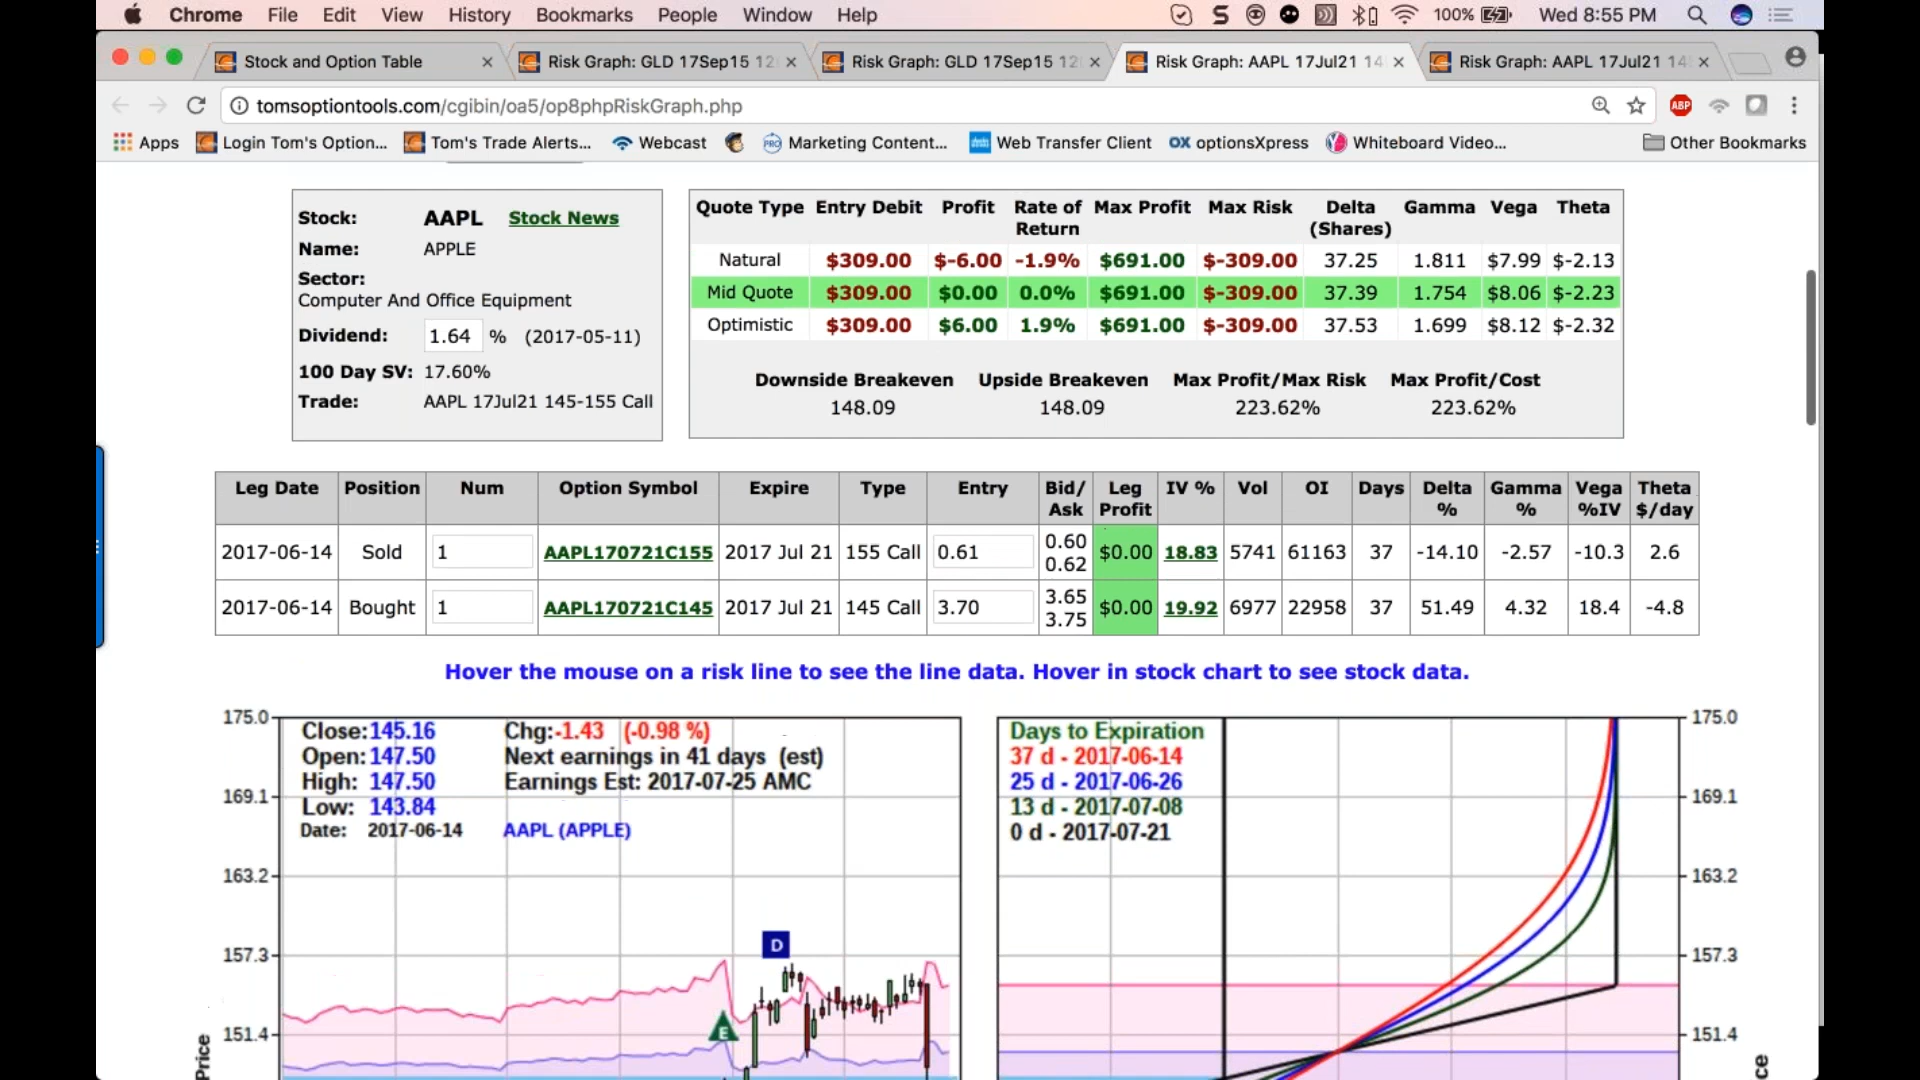 Chrome File Edit View History Bookmarks People Window Help 100% Wed 8:55 PM
Stock and Option Table Risk Graph: GLD 17Sep15 12 Risk Graph: GLD 17Sep15 12 Risk Graph: AAPL 17Jul21 14 Risk Graph: AAPL 17Jul21 14
tomsoptiontools.com/cgibin/oa5/op8phpRiskGraph.php ABP
Apps Login Tom's Option... Tom's Trade Alerts... Webcast PRO Marketing Content... Web Transfer Client OX optionsXpress Whiteboard Video... Other Bookmarks
Stock: AAPL Stock News
Name: APPLE
Sector:
Computer And Office Equipment
Dividend: 1.64 % (2017-05-11)
100 Day SV: 17.60%
Trade: AAPL 17Jul21 145-155 Call
Quote Type Entry Debit Profit Rate of Return Max Profit Max Risk Delta (Shares) Gamma Vega Theta
Natural $309.00 $-6.00 -1.9% $691.00 $-309.00 37.25 1.811 $7.99 $-2.13
Mid Quote $309.00 $0.00 0.0% $691.00 $-309.00 37.39 1.754 $8.06 $-2.23
Optimistic $309.00 $6.00 1.9% $691.00 $-309.00 37.53 1.699 $8.12 $-2.32
Downside Breakeven Upside Breakeven Max Profit/Max Risk Max Profit/Cost
148.09 148.09 223.62% 223.62%
Leg Date Position Num Option Symbol Expire Type Entry Bid/ Ask Leg Profit IV % Vol OI Days Delta % Gamma % Vega %IV Theta $/day
2017-06-14 Sold 1 AAPL170721C155 2017 Jul 21 155 Call 0.61 0.60 0.62 $0.00 18.83 5741 61163 37 -14.10 -2.57 -10.3 2.6
2017-06-14 Bought 1 AAPL170721C145 2017 Jul 21 145 Call 3.70 3.65 3.75 $0.00 19.92 6977 22958 37 51.49 4.32 18.4 -4.8
Hover the mouse on a risk line to see the line data. Hover in stock chart to see stock data.
175.0
169.1
163.2
157.3
151.4
Price
Close:145.16 Chg:-1.43 (-0.98 %)
Open:147.50 Next earnings in 41 days (est)
High: 147.50 Earnings Est: 2017-07-25 AMC
Low: 143.84
Date: 2017-06-14 AAPL (APPLE)
D
E
Days to Expiration
37 d - 2017-06-14
25 d - 2017-06-26
13 d - 2017-07-08
0 d - 2017-07-21
175.0
169.1
163.2
157.3
151.4
ce